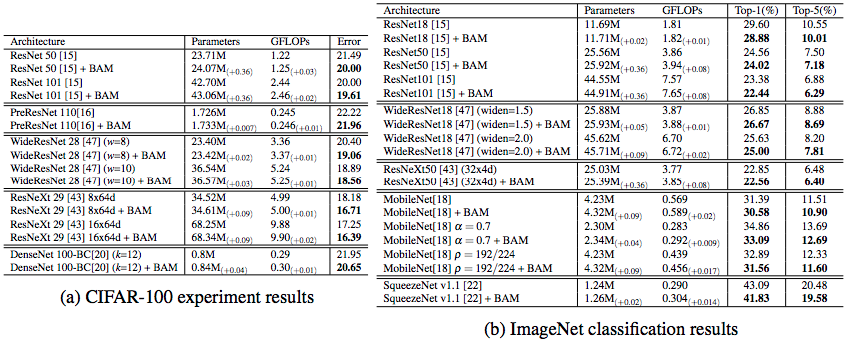 Architecture Parameters GFLOPs Error
ResNet 50 [15] 23.71M 1.22 21.49
ResNet 50 [15] + BAM 24.07M(+0.36) 1.25(+0.03) 20.00
ResNet 101 [15] 42.70M 2.44 20.00
ResNet 101 [15] + BAM 43.06M(+0.36) 2.46(+0.02) 19.61
PreResNet 110[16] 1.726M 0.245 22.22
PreResNet 110[16] + BAM 1.733M(+0.007) 0.246(+0.01) 21.96
WideResNet 28 [47] (w=8) 23.40M 3.36 20.40
WideResNet 28 [47] (w=8) + BAM 23.42M(+0.02) 3.37(+0.01) 19.06
WideResNet 28 [47] (w=10) 36.54M 5.24 18.89
WideResNet 28 [47] (w=10) + BAM 36.57M(+0.03) 5.25(+0.01) 18.56
ResNeXt 29 [43] 8x64d 34.52M 4.99 18.18
ResNeXt 29 [43] 8x64d + BAM 34.61M(+0.09) 5.00(+0.01) 16.71
ResNeXt 29 [43] 16x64d 68.25M 9.88 17.25
ResNeXt 29 [43] 16x64d + BAM 68.34M(+0.09) 9.90(+0.02) 16.39
DenseNet 100-BC[20] (k=12) 0.8M 0.29 21.95
DenseNet 100-BC[20] (k=12) + BAM 0.84M(+0.04) 0.30(+0.01) 20.65
(a) CIFAR-100 experiment results
Architecture Parameters GFLOPs Top-1(%) Top-5(%)
ResNet18 [15] 11.69M 1.81 29.60 10.55
ResNet18 [15] + BAM 11.71M(+0.02) 1.82(+0.01) 28.88 10.01
ResNet50 [15] 25.56M 3.86 24.56 7.50
ResNet50 [15] + BAM 25.92M(+0.36) 3.94(+0.08) 24.02 7.18
ResNet101 [15] 44.55M 7.57 23.38 6.88
ResNet101 [15] + BAM 44.91M(+0.36) 7.65(+0.08) 22.44 6.29
WideResNet18 [47] (widen=1.5) 25.88M 3.87 26.85 8.88
WideResNet18 [47] (widen=1.5) + BAM 25.93M(+0.05) 3.88(+0.01) 26.67 8.69
WideResNet18 [47] (widen=2.0) 45.62M 6.70 25.63 8.20
WideResNet18 [47] (widen=2.0) + BAM 45.71M(+0.09) 6.72(+0.02) 25.00 7.81
ResNeXt50 [43] (32x4d) 25.03M 3.77 22.85 6.48
ResNeXt50 [43] (32x4d) + BAM 25.39M(+0.36) 3.85(+0.08) 22.56 6.40
MobileNet[18] 4.23M 0.569 31.39 11.51
MobileNet[18] + BAM 4.32M(+0.09) 0.589(+0.02) 30.58 10.90
MobileNet[18] α = 0.7 2.30M 0.283 34.86 13.69
MobileNet[18] α = 0.7 + BAM 2.34M(+0.04) 0.292(+0.009) 33.09 12.69
MobileNet[18] ρ = 192/224 4.23M 0.439 32.89 12.33
MobileNet[18] ρ = 192/224 + BAM 4.32M(+0.09) 0.456(+0.017) 31.56 11.60
SqueezeNet v1.1 [22] 1.24M 0.290 43.09 20.48
SqueezeNet v1.1 [22] + BAM 1.26M(+0.02) 0.304(+0.014) 41.83 19.58
(b) ImageNet classification results